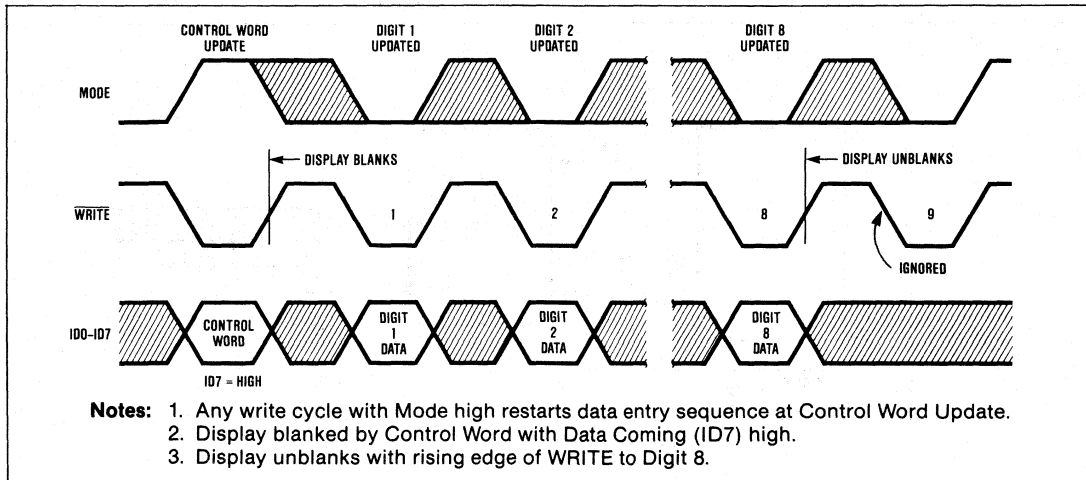 CONTROL WORD UPDATE
DIGIT 1 UPDATED
DIGIT 2 UPDATED
DIGIT 8 UPDATED
MODE
DISPLAY BLANKS
DISPLAY UNBLANKS
WRITE
1
2
8
9
IGNORED
ID0-ID7
CONTROL WORD
DIGIT 1 DATA
DIGIT 2 DATA
DIGIT 8 DATA
ID7 = HIGH
Notes: 1. Any write cycle with Mode high restarts data entry sequence at Control Word Update.
2. Display blanked by Control Word with Data Coming (ID7) high.
3. Display unblanks with rising edge of WRITE to Digit 8.